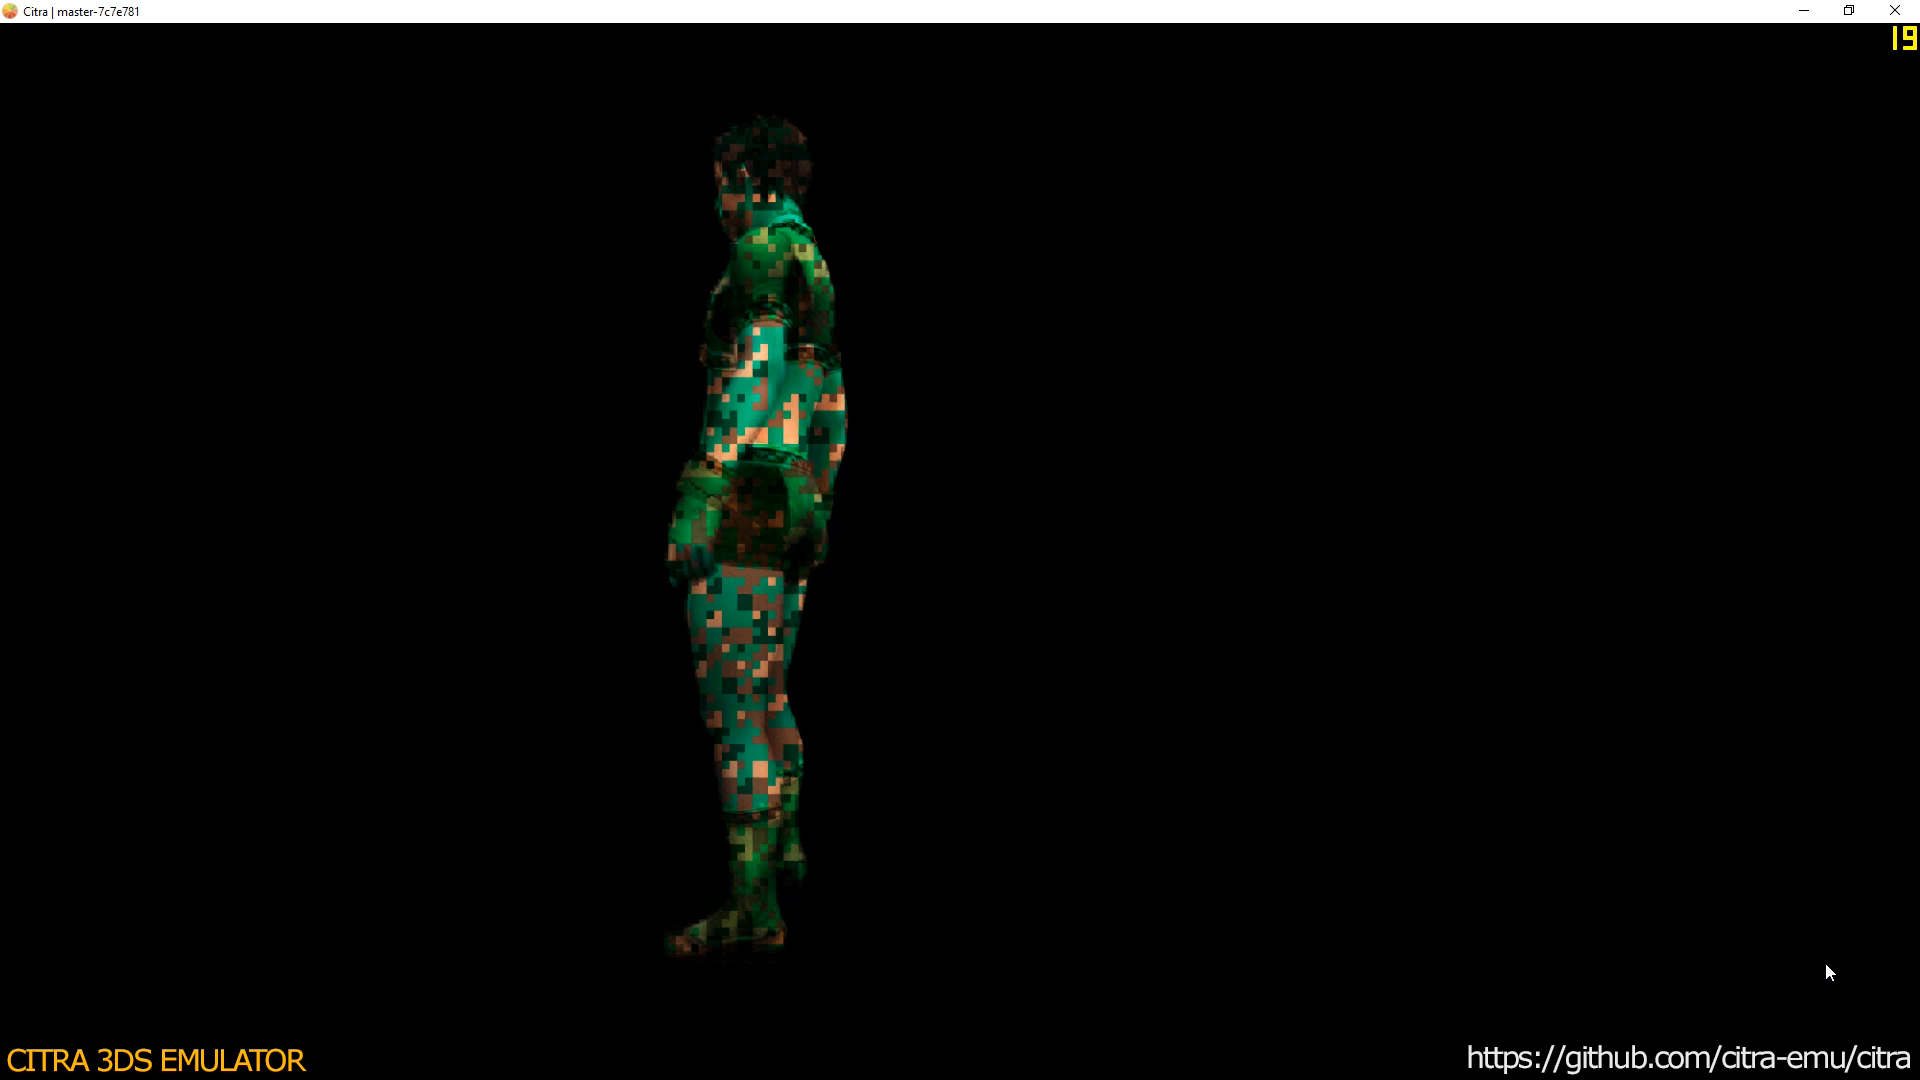 Citra | master-7c7e781
19
CITRA 3DS EMULATOR
https://github.com/citra-emu/citra